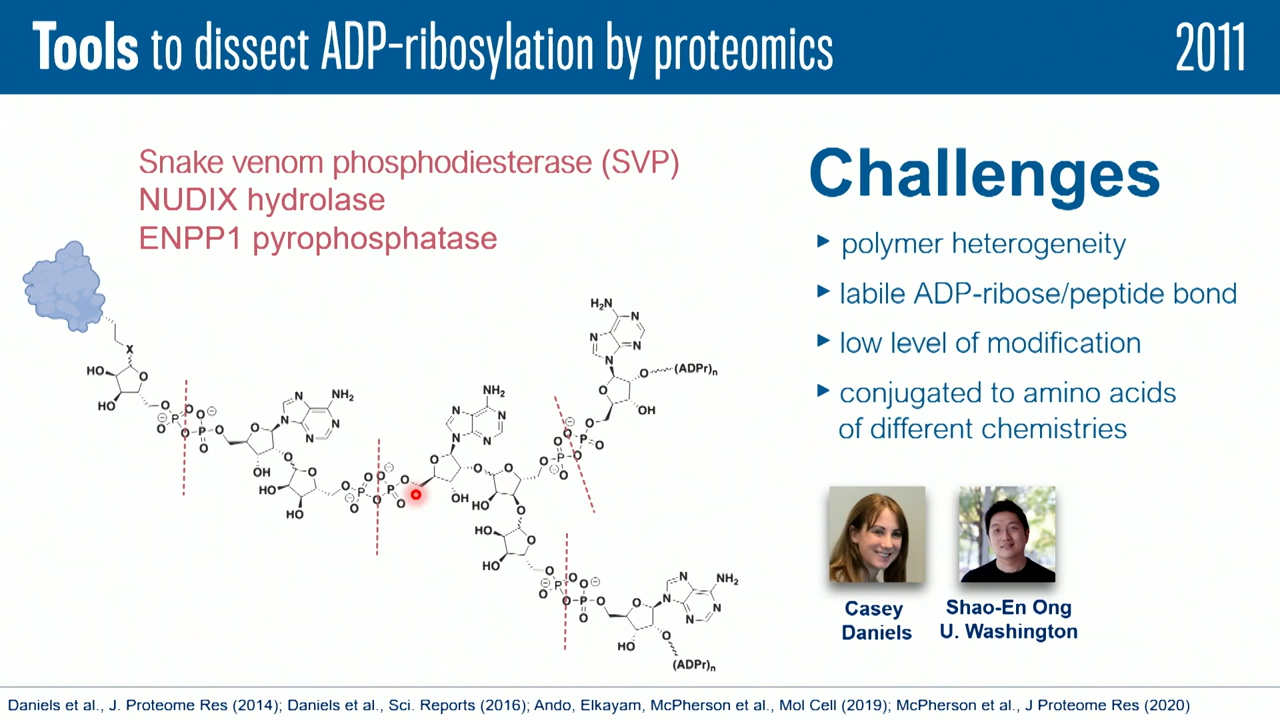 Tools to dissect ADP-ribosylation by proteomics
2011
Snake venom phosphodiesterase (SVP)
NUDIX hydrolase
ENPP1 pyrophosphatase
Challenges
▸ polymer heterogeneity
▸ labile ADP-ribose/peptide bond
▸ low level of modification
▸ conjugated to amino acids
of different chemistries
X
HO
O
HO
O
O
P
O
O
O
P
O
O
O
N
N
N
N
NH₂
OH
O
HO
O
HO
O
O
P
O
O
O
P
O
O
O
N
N
N
N
NH₂
OH
O
O
HO
O
O
P
O
O
O
P
O
O
O
H₂N
N
N
N
N
O
(ADPr)n
OH
HO
O
HO
O
O
P
O
O
O
P
O
O
O
N
N
N
N
NH₂
HO
O
(ADPr)n
Casey
Daniels
Shao-En Ong
U. Washington
Daniels et al., J. Proteome Res (2014); Daniels et al., Sci. Reports (2016); Ando, Elkayam, McPherson et al., Mol Cell (2019); McPherson et al., J Proteome Res (2020)